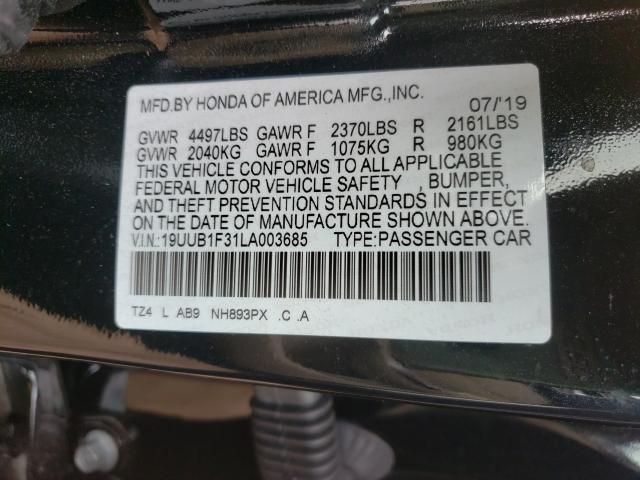 MFD.BY HONDA OF AMERICA MFG.,INC. 07/'19
GVWR 4497LBS GAWR F 2370LBS R 2161LBS
GVWR 2040KG GAWR F 1075KG R 980KG
THIS VEHICLE CONFORMS TO ALL APPLICABLE
FEDERAL MOTOR VEHICLE SAFETY , BUMPER,
AND THEFT PREVENTION STANDARDS IN EFFECT
ON THE DATE OF MANUFACTURE SHOWN ABOVE.
V.I.N.: 19UUB1F31LA003685 TYPE:PASSENGER CAR
TZ4 L AB9 NH893PX .C .A